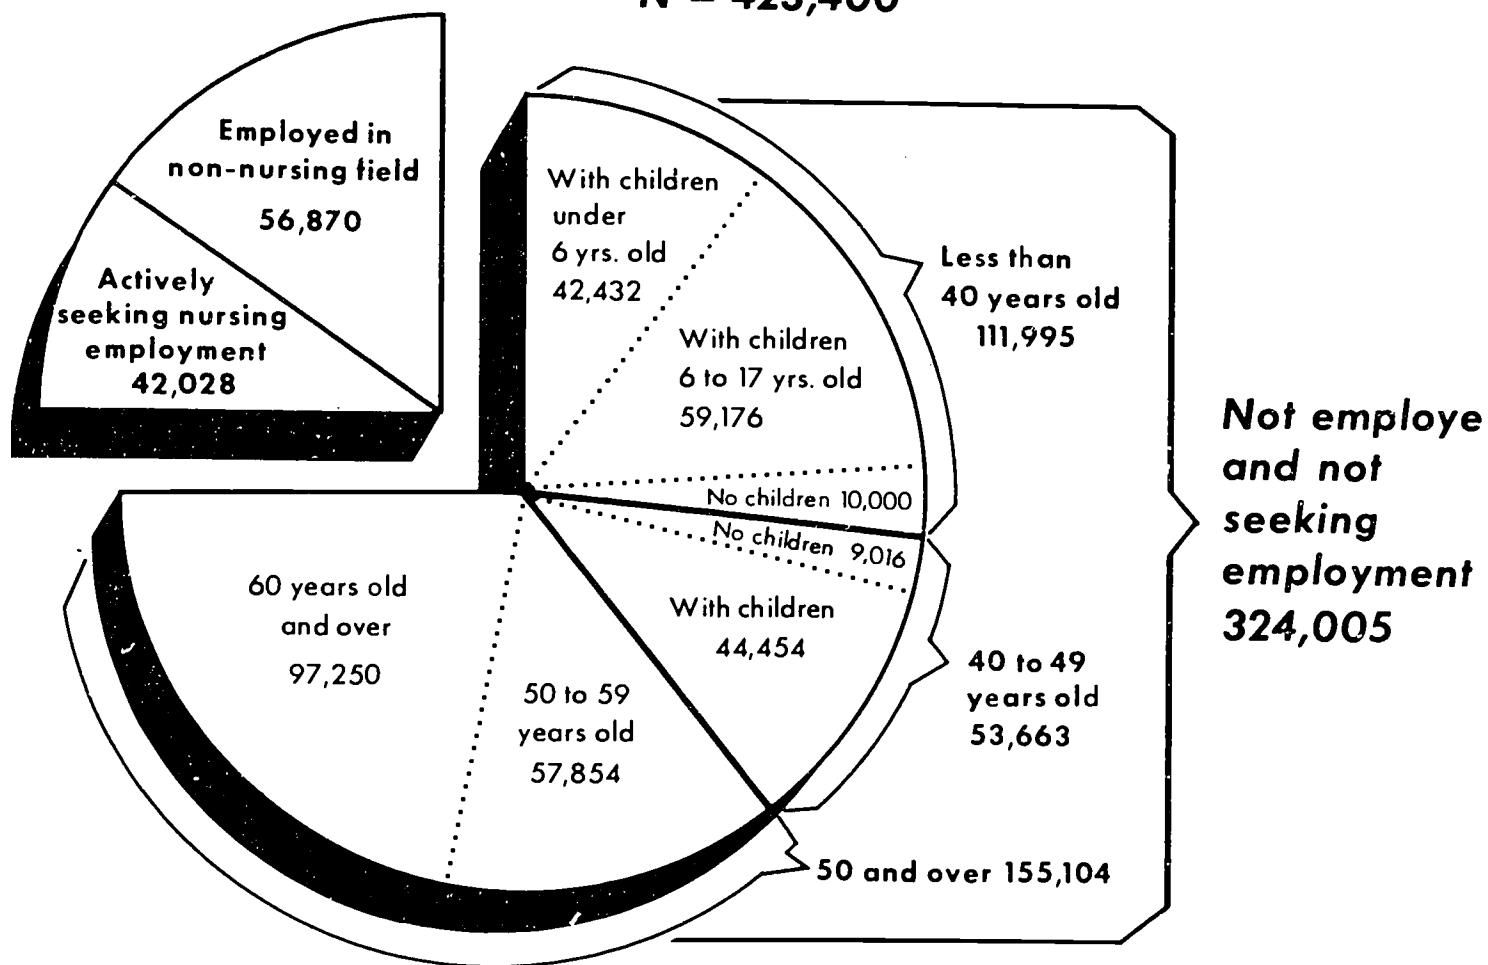 N = 423,400
Employed in
non-nursing field
56,870
Actively
seeking nursing
employment
42,028
With children
under
6 yrs. old
42,432
With children
6 to 17 yrs. old
59,176
No children 10,000
No children 9,016
With children
44,454
50 to 59
years old
57,854
60 years old
and over
97,250
Less than
40 years old
111,995
40 to 49
years old
53,663
50 and over 155,104
Not employe
and not
seeking
employment
324,005